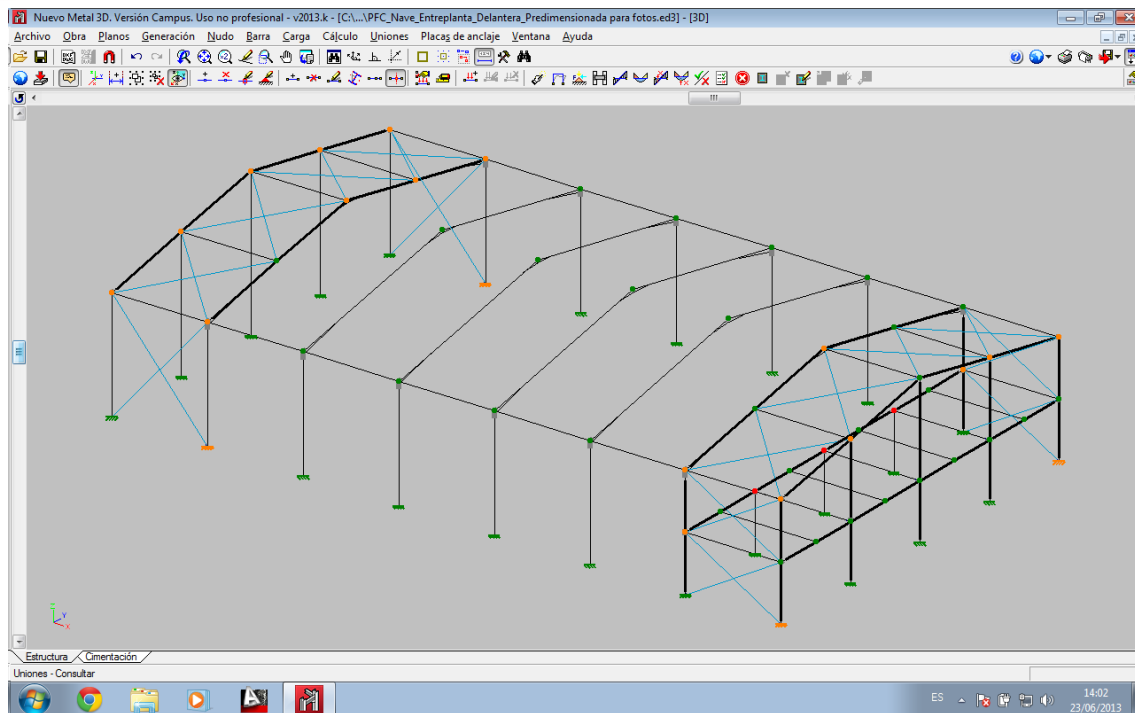 Nuevo Metal 3D. Versión Campus. Uso no profesional - v2013.k - [C:\...\PFC_Nave_Entreplanta_Delantera_Predimensionada para fotos.ed3] - [3D]
Archivo Obra Planos Generación Nudo Barra Carga Cálculo Uniones Placas de anclaje Ventana Ayuda
Estructura Cimentación
Uniones - Consultar
ES 14:02
23/06/2013